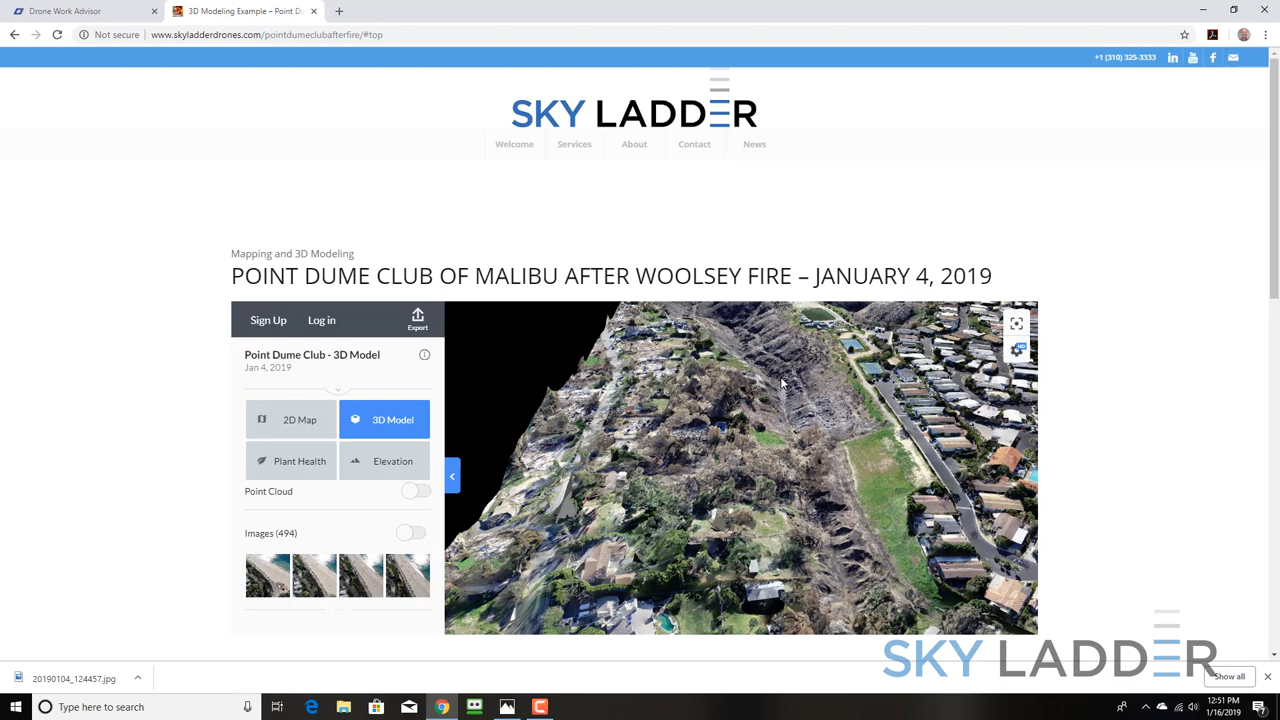 Drone Work Advisor
3D Modeling Example – Point Du
Not secure
www.skyladderdrones.com/pointdumeclubafterfire/#top
+1 (310) 325-3333
SKY LADDER
Welcome
Services
About
Contact
News
Mapping and 3D Modeling
POINT DUME CLUB OF MALIBU AFTER WOOLSEY FIRE – JANUARY 4, 2019
Sign Up
Log in
Export
Point Dume Club - 3D Model
Jan 4, 2019
2D Map
3D Model
Plant Health
Elevation
Point Cloud
Images (494)
HD
SKY LADDER
20190104_124457.jpg
Show all
Type here to search
12:51 PM
1/16/2019
7